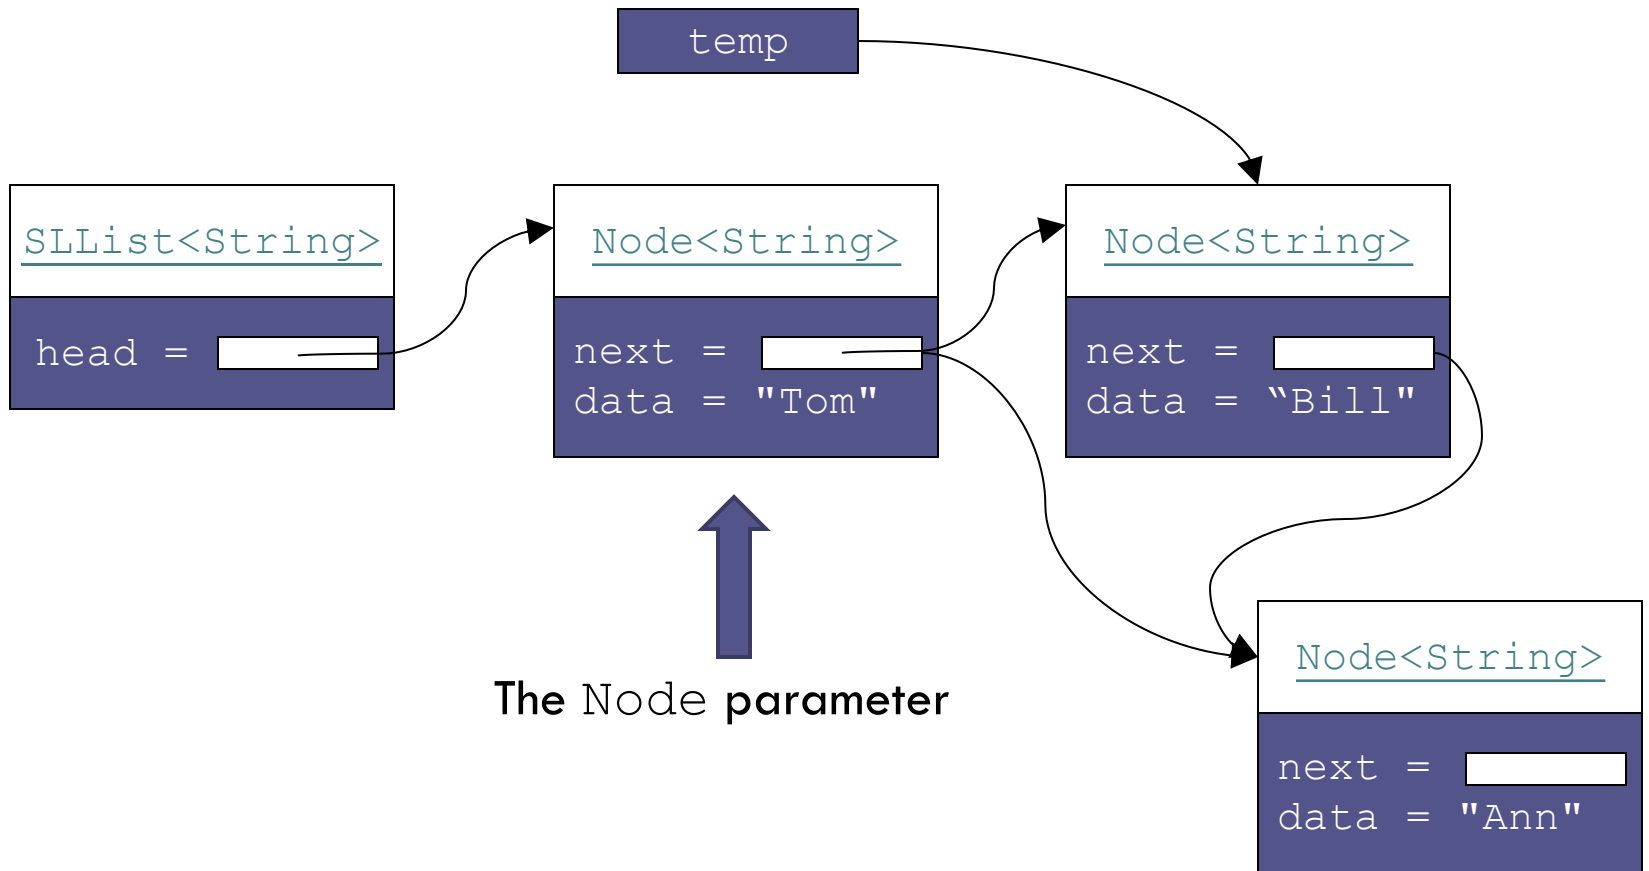 temp
SLList<String>
head =
Node<String>
next =
data = "Tom"
Node<String>
next =
data = “Bill"
The Node parameter
Node<String>
next =
data = "Ann"